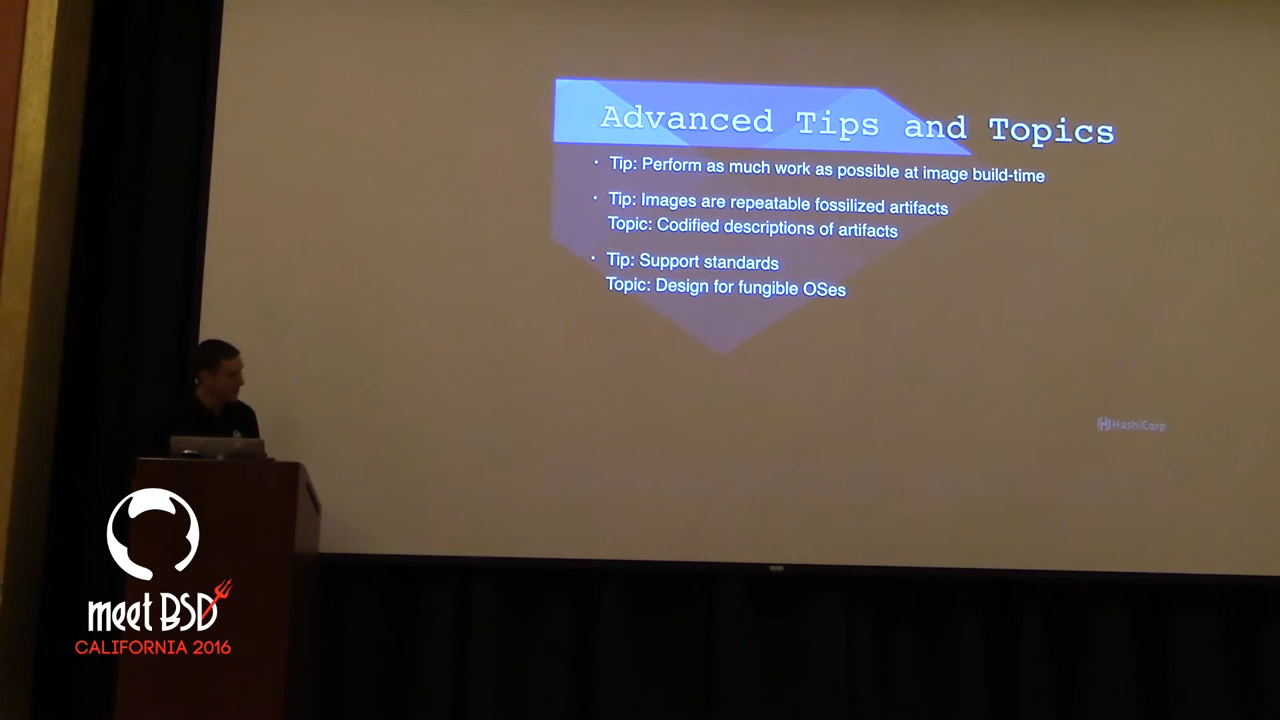 Advanced Tips and Topics
· Tip: Perform as much work as possible at image build-time
· Tip: Images are repeatable fossilized artifacts
Topic: Codified descriptions of artifacts
· Tip: Support standards
Topic: Design for fungible OSes
HashiCorp
meet BSD
CALIFORNIA 2016